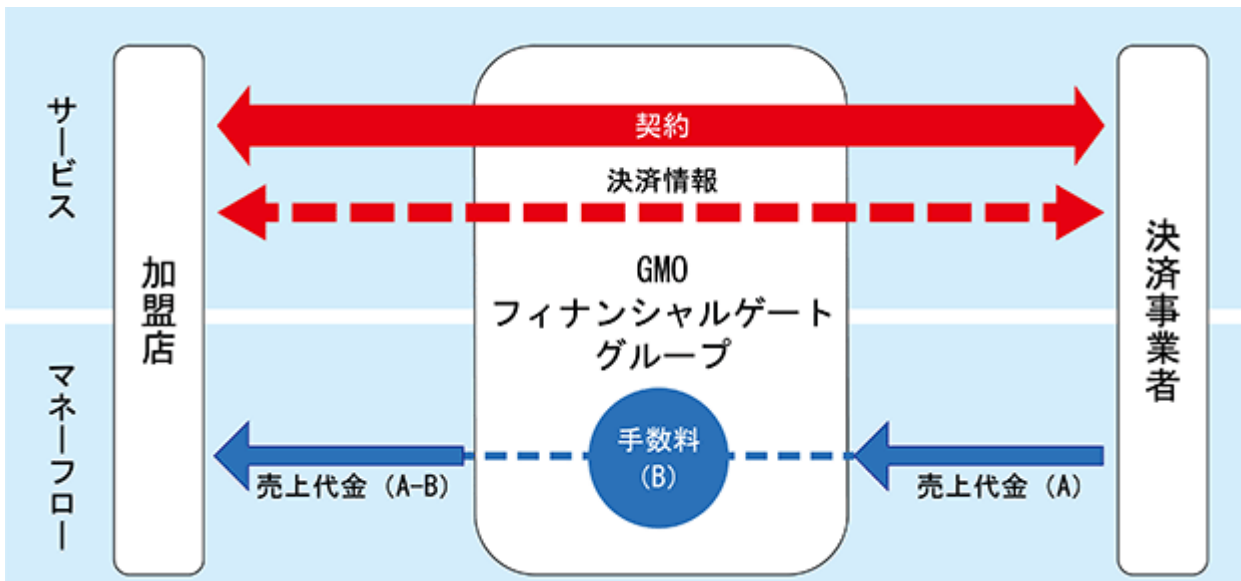 サービス
加盟店
契約
決済情報
GMO
フィナンシャルゲート
グループ
決済事業者
マネーフロー
売上代金（A-B）
手数料
（B）
売上代金（A）